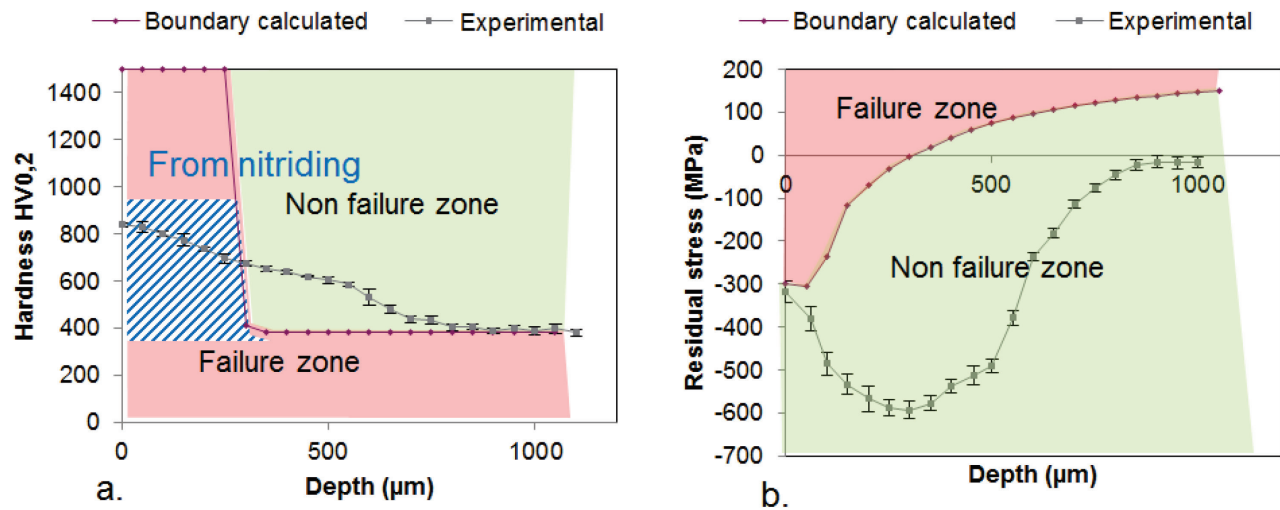 Boundary calculated
Experimental
Boundary calculated
Experimental
Hardness HV0,2
1400
1200
1000
800
600
400
200
0
From nitriding
Non failure zone
Failure zone
0
500
1000
a.
Depth (µm)
Residual stress (MPa)
200
100
0
-100
-200
-300
-400
-500
-600
-700
Failure zone
0
500
1000
Non failure zone
b.
Depth (µm)